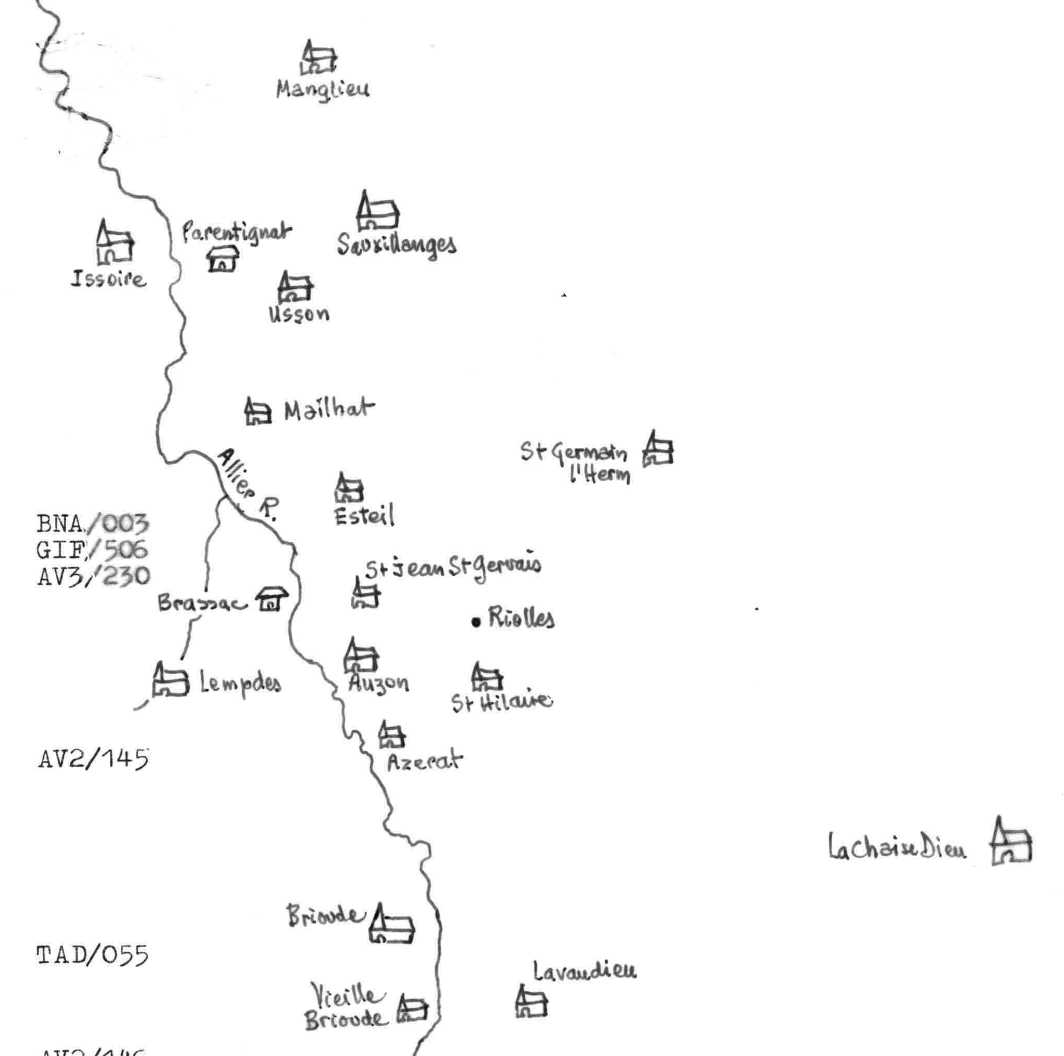 Manglieu
Parentignat
Sauxillanges
Issoire
Usson
Mailhat
St Germain
l'Herm
Allier R.
Esteil
BNA/003
GIF/506
AV3/230
St Jean St Gervais
Brassac
Riolles
Lempdes
Auzon
St Hilaire
AV2/145
Azerat
La Chaise Dieu
Brioude
TAD/055
Lavaudieu
Vieille
Brioude